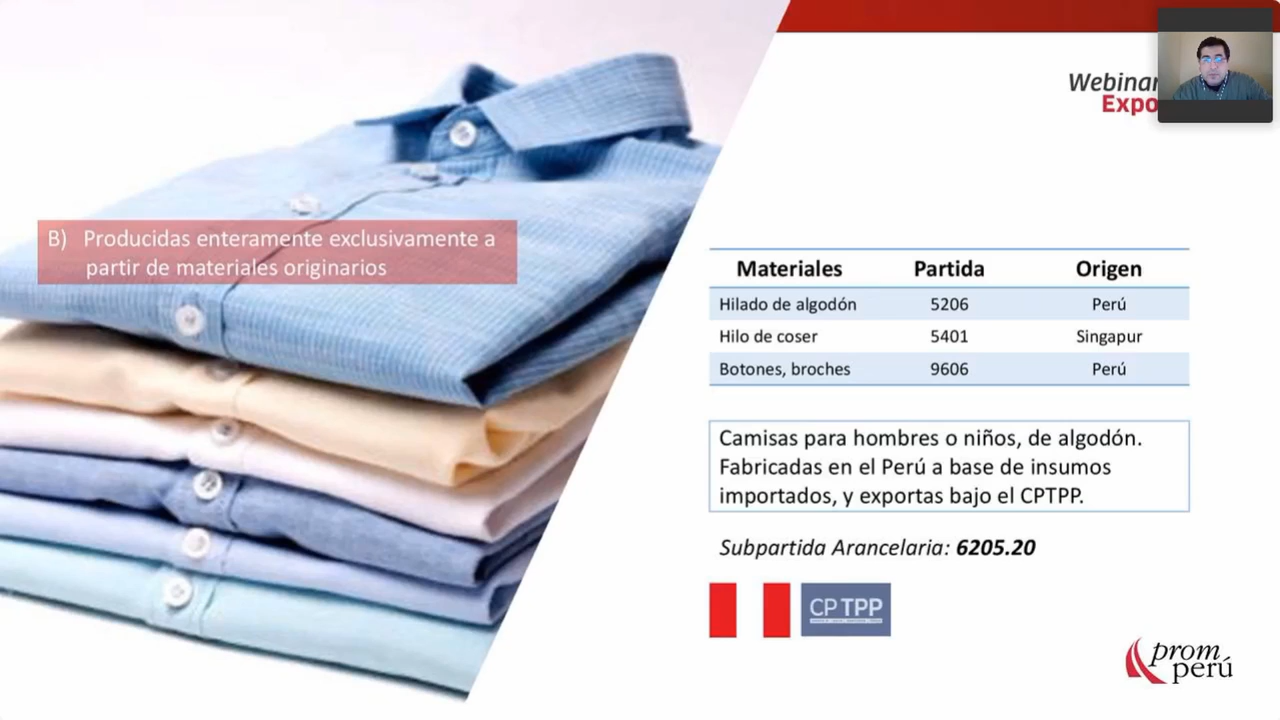 Webinar
Expo
B) Producidas enteramente exclusivamente a
partir de materiales originarios
Materiales Partida Origen
Hilado de algodón 5206 Perú
Hilo de coser 5401 Singapur
Botones, broches 9606 Perú
Camisas para hombres o niños, de algodón.
Fabricadas en el Perú a base de insumos
importados, y exportas bajo el CPTPP.
Subpartida Arancelaria: 6205.20
CPTPP
prom
perú